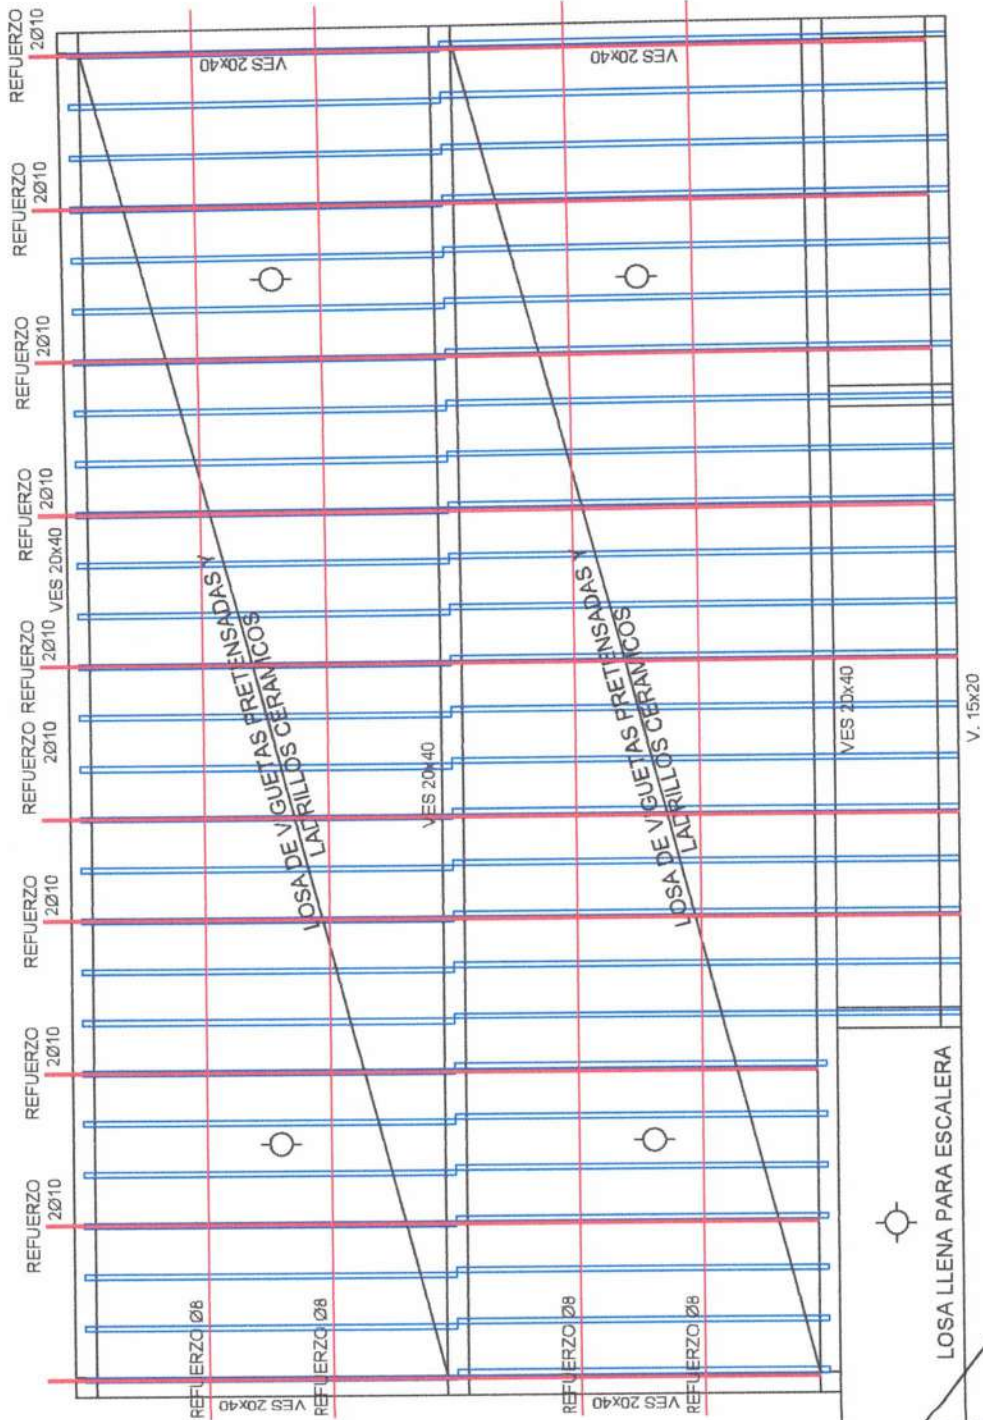 REFUERZO
2Ø10
REFUERZO
2Ø10
REFUERZO
2Ø10
REFUERZO
2Ø10
REFUERZO
2Ø10
REFUERZO
2Ø10
REFUERZO
2Ø10
REFUERZO
2Ø10
REFUERZO
2Ø10
VES 20x40
VES 20x40
VES 20x40
LOSA DE VIGUETAS PRETENSADAS Y
LADRILLOS CERAMICOS
LOSA DE VIGUETAS PRETENSADAS Y
LADRILLOS CERAMICOS
VES 20x40
VES 20x40
V. 15x20
REFUERZO Ø8
REFUERZO Ø8
REFUERZO Ø8
REFUERZO Ø8
VES 20x40
VES 20x40
LOSA LLENA PARA ESCALERA